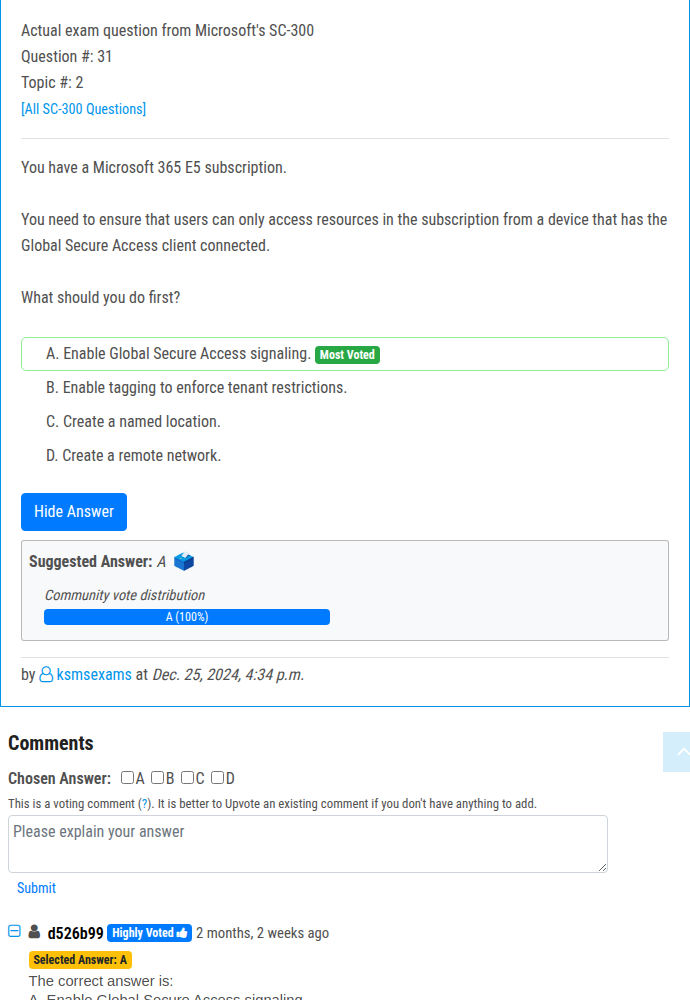 Actual exam question from Microsoft's SC-300
Question #: 31
Topic #: 2
[All SC-300 Questions]
You have a Microsoft 365 E5 subscription.
You need to ensure that users can only access resources in the subscription from a device that has the
Global Secure Access client connected.
What should you do first?
A. Enable Global Secure Access signaling. Most Voted
B. Enable tagging to enforce tenant restrictions.
C. Create a named location.
D. Create a remote network.
Hide Answer
Suggested Answer: A
Community vote distribution
A (100%)
by ksmsexams at Dec. 25, 2024, 4:34 p.m.
Comments
Chosen Answer: A B C D
This is a voting comment (?). It is better to Upvote an existing comment if you don't have anything to add.
Please explain your answer
Submit
d526b99 Highly Voted 2 months, 2 weeks ago
Selected Answer: A
The correct answer is:
A. Enable Global Secure Access signaling